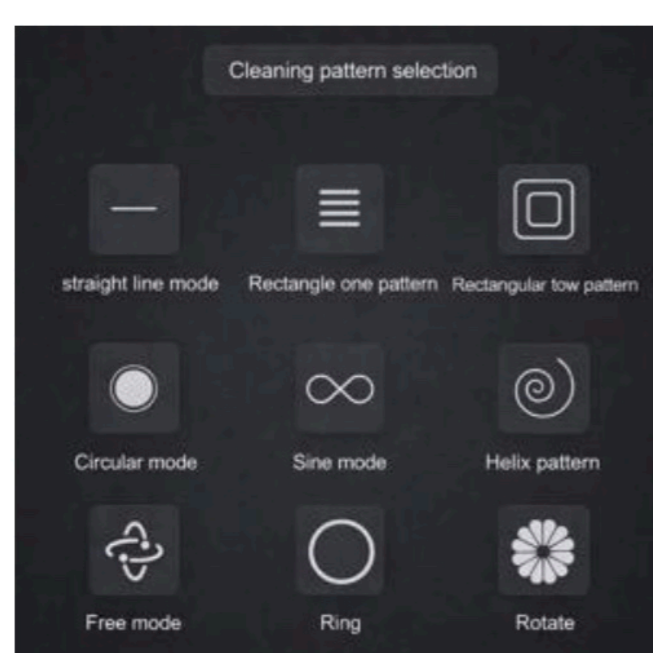 Cleaning pattern selection
straight line mode
Rectangle one pattern
Rectangular tow pattern
Circular mode
Sine mode
Helix pattern
Free mode
Ring
Rotate